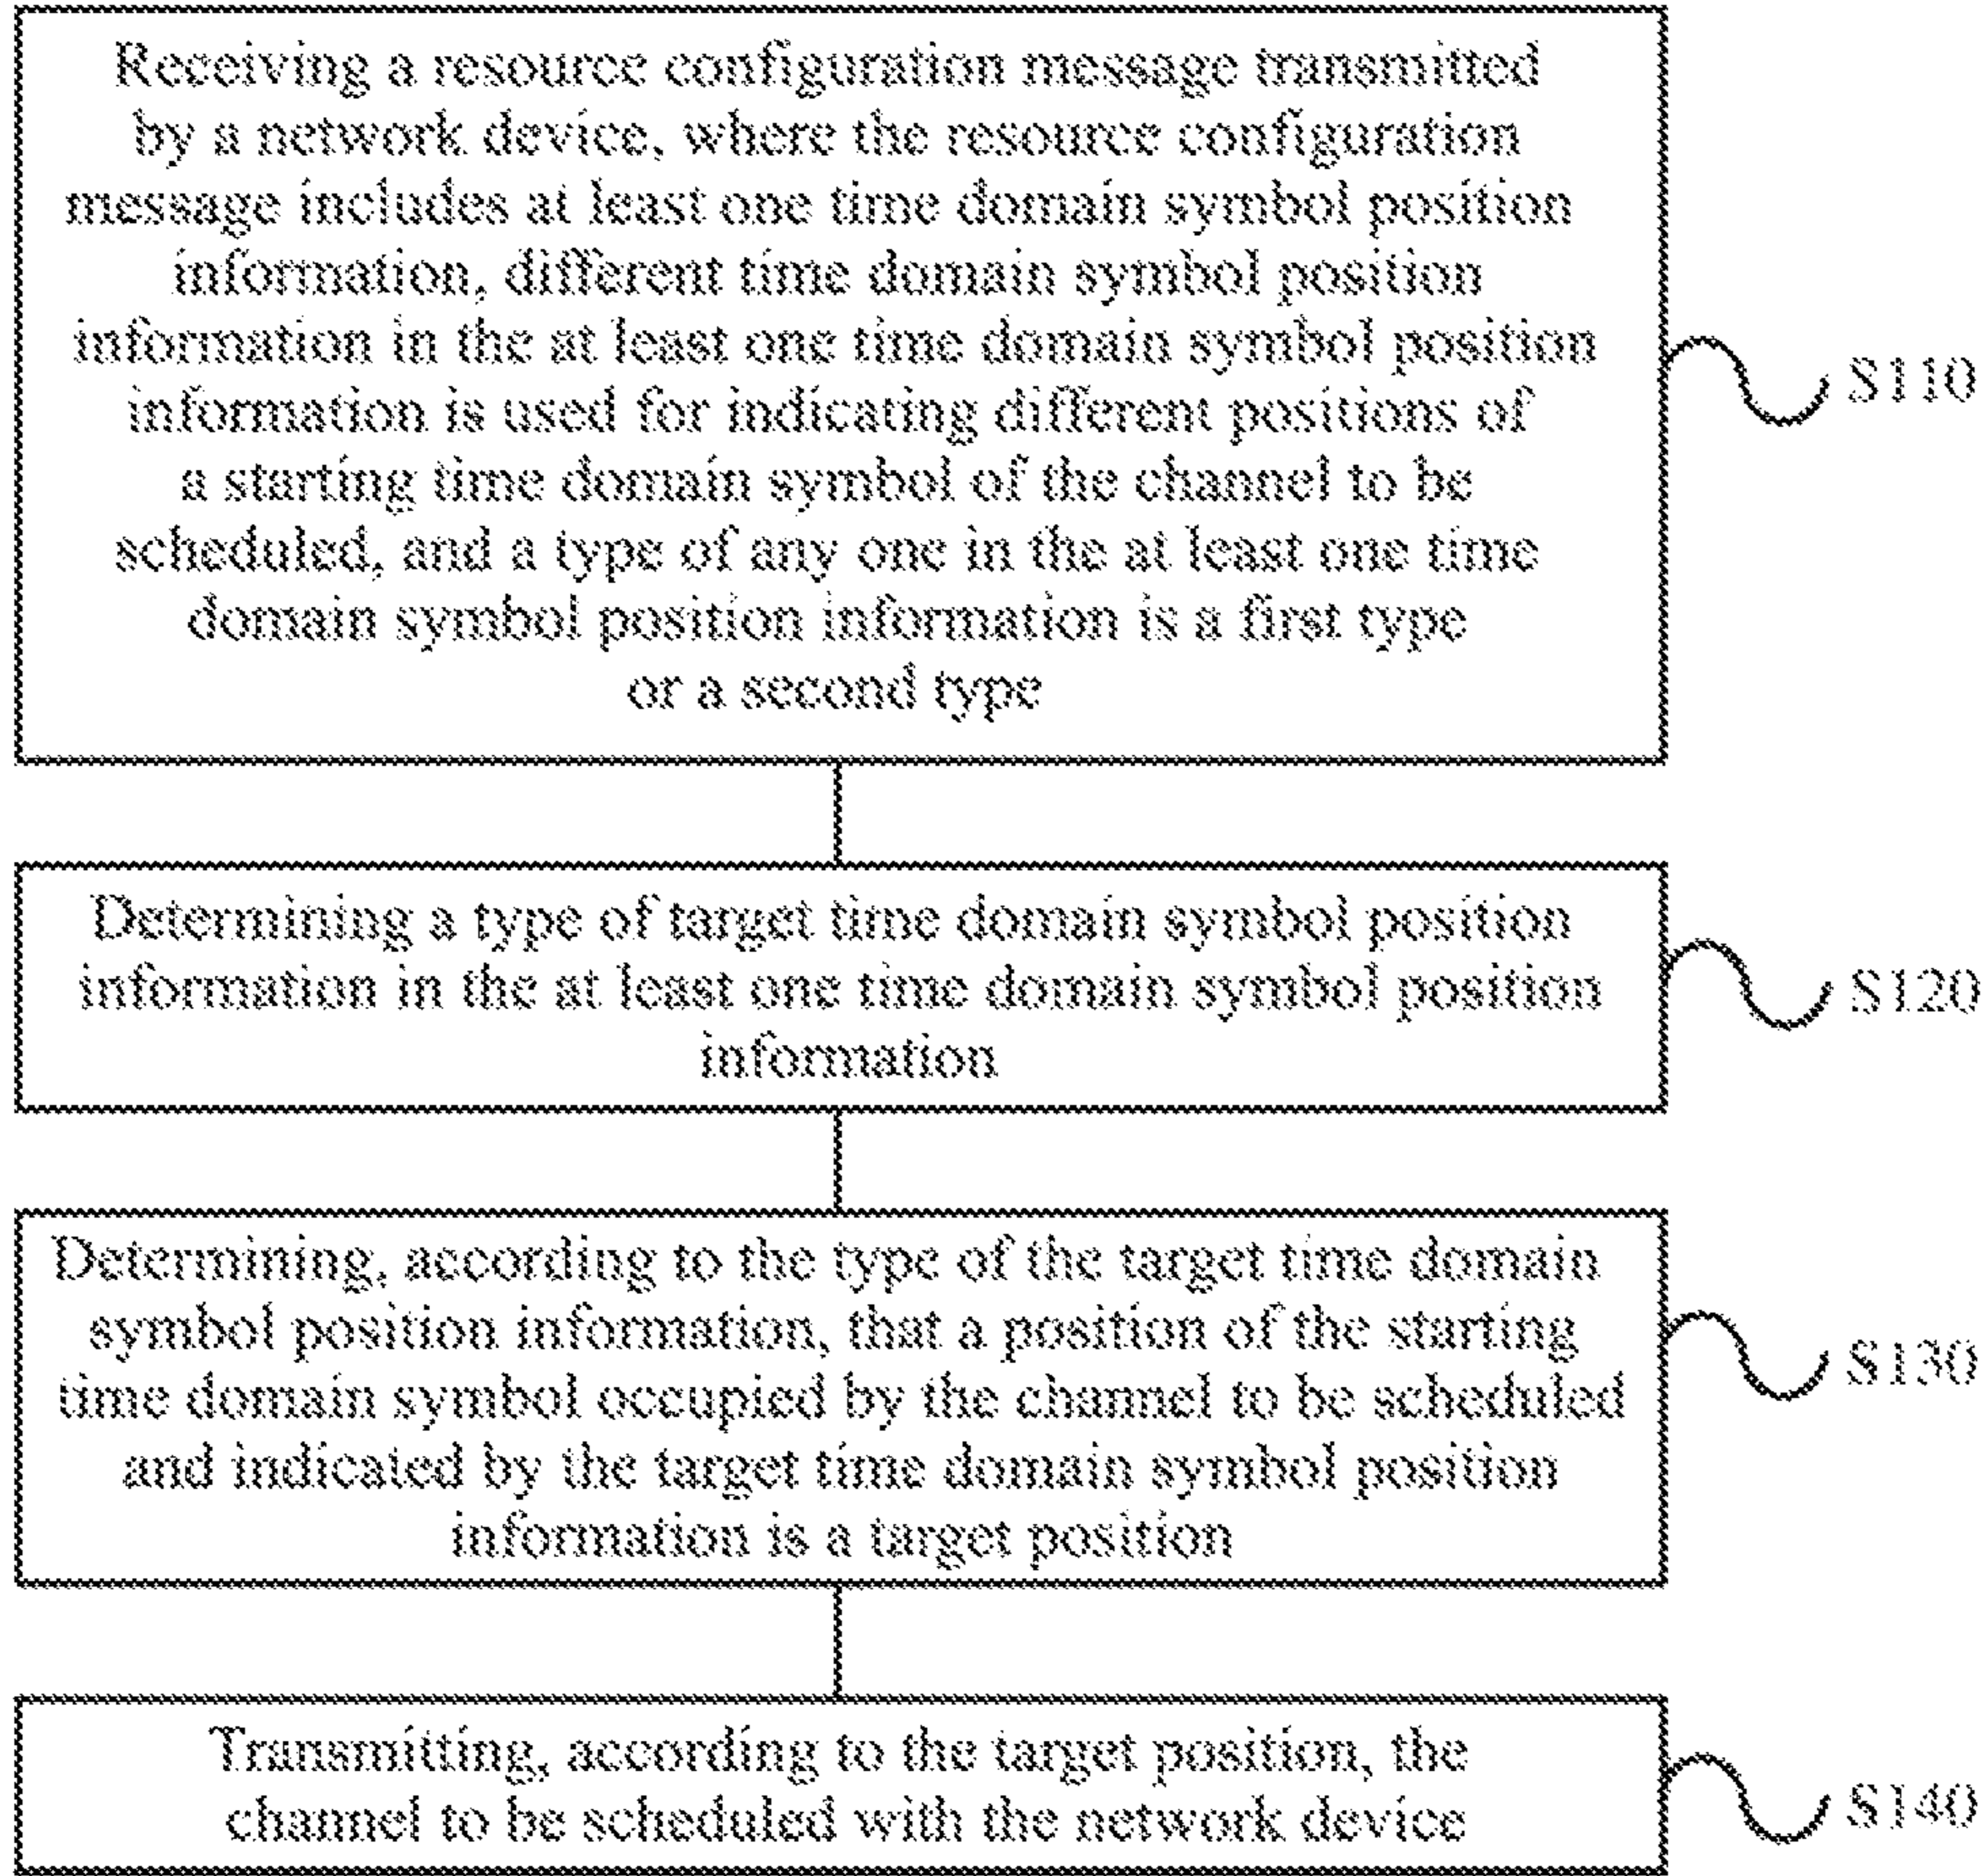 Receiving a resource configuration message transmitted
by a network device, where the resource configuration
message includes at least one time domain symbol position
information, different time domain symbol position
information in the at least one time domain symbol position
information is used for indicating different positions of
a starting time domain symbol of the channel to be
scheduled, and a type of any one in the at least one time
domain symbol position information is a first type
or a second type
S110
Determining a type of target time domain symbol position
information in the at least one time domain symbol position
information
S120
Determining, according to the type of the target time domain
symbol position information, that a position of the starting
time domain symbol occupied by the channel to be scheduled
and indicated by the target time domain symbol position
information is a target position
S130
Transmitting, according to the target position, the
channel to be scheduled with the network device
S140